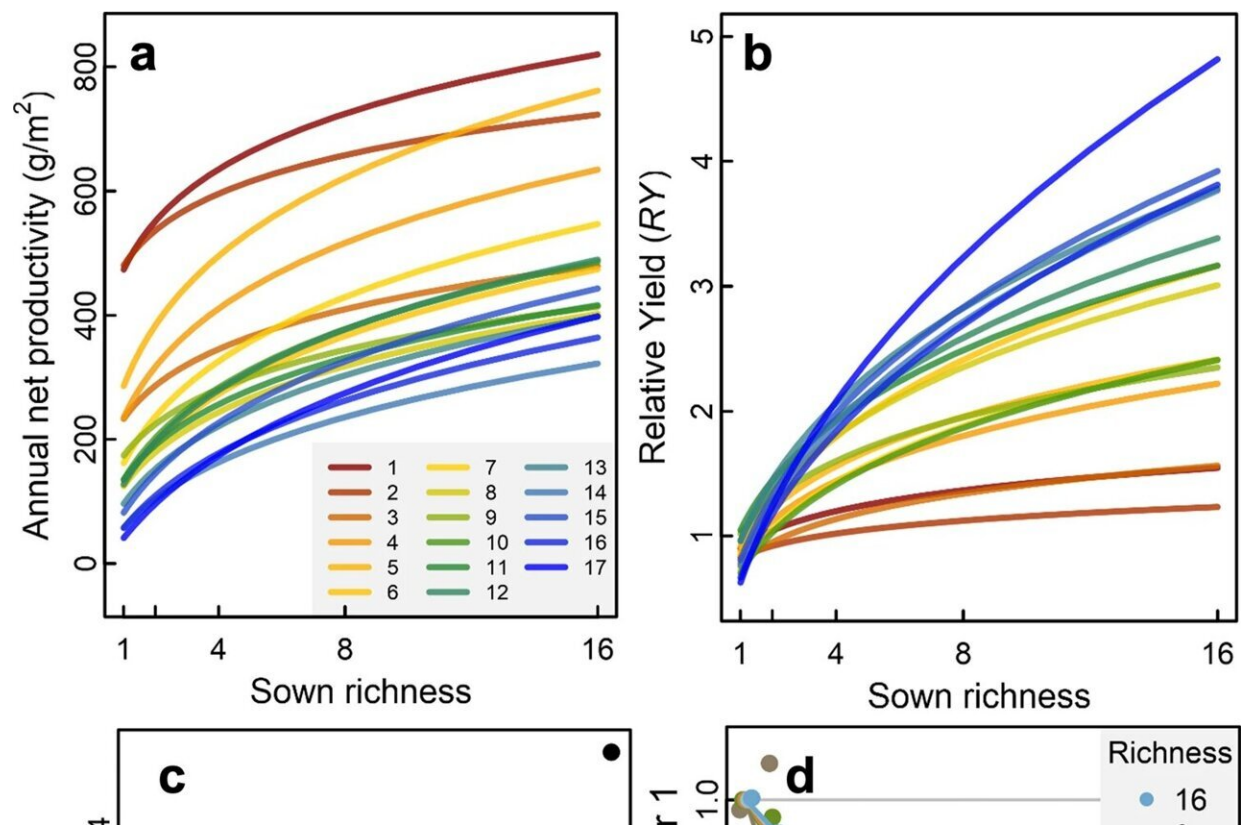 a
Annual net productivity (g/m²)
800
600
400
200
0
1 7 13
2 8 14
3 9 15
4 10 16
5 11 17
6 12
1 4 8 16
Sown richness
b
Relative Yield (RY)
5
4
3
2
1
1 4 8 16
Sown richness
c
4
d
r 1
1.0
Richness
16